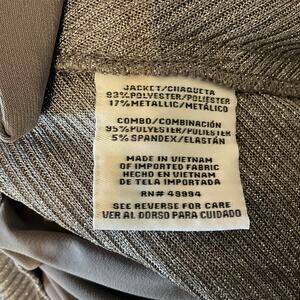 JACKET/CHAQUETA
83% POLYESTER/POLIESTER
17% METALLIC/METÁLICO
COMBO/COMBINACIÓN
95% POLYESTER/POLIESTER
5% SPANDEX/ELASTÁN
MADE IN VIETNAM
OF IMPORTED FABRIC
HECHO EN VIETNAM
DE TELA IMPORTADA
RN# 49994
SEE REVERSE FOR CARE
VER AL DORSO PARA CUIDADO